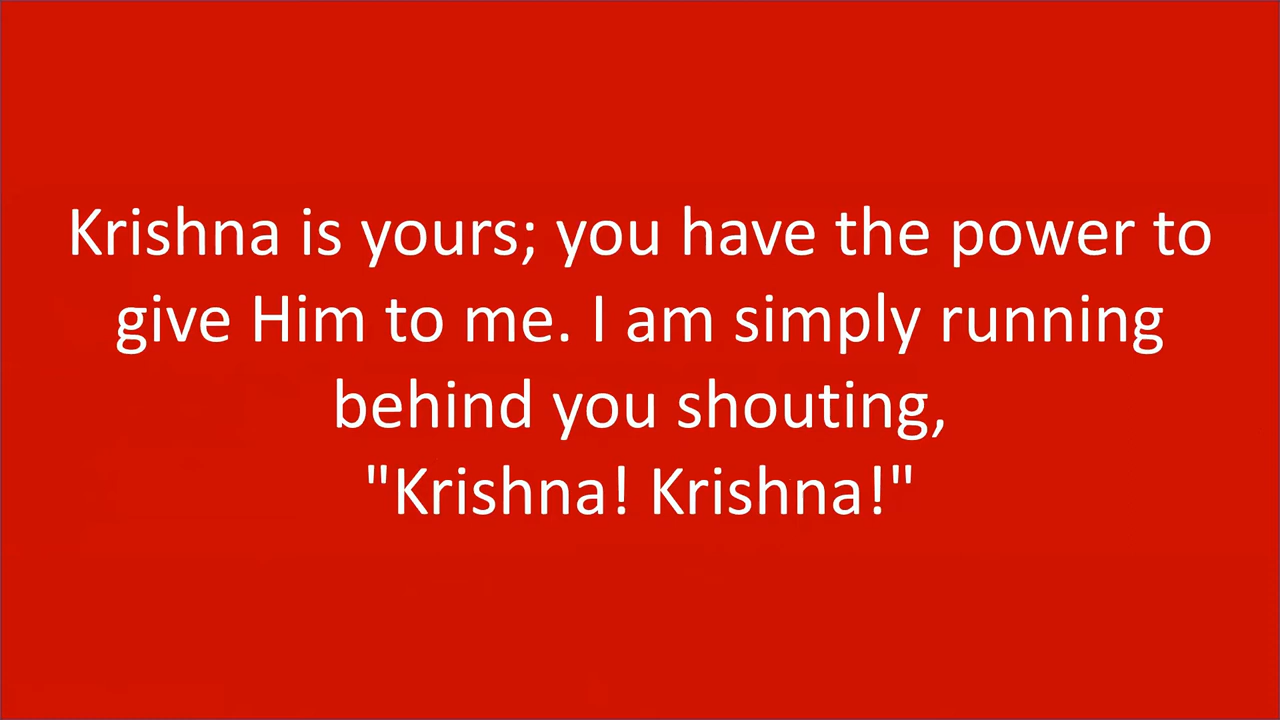 Krishna is yours; you have the power to
give Him to me. I am simply running
behind you shouting,
"Krishna! Krishna!"